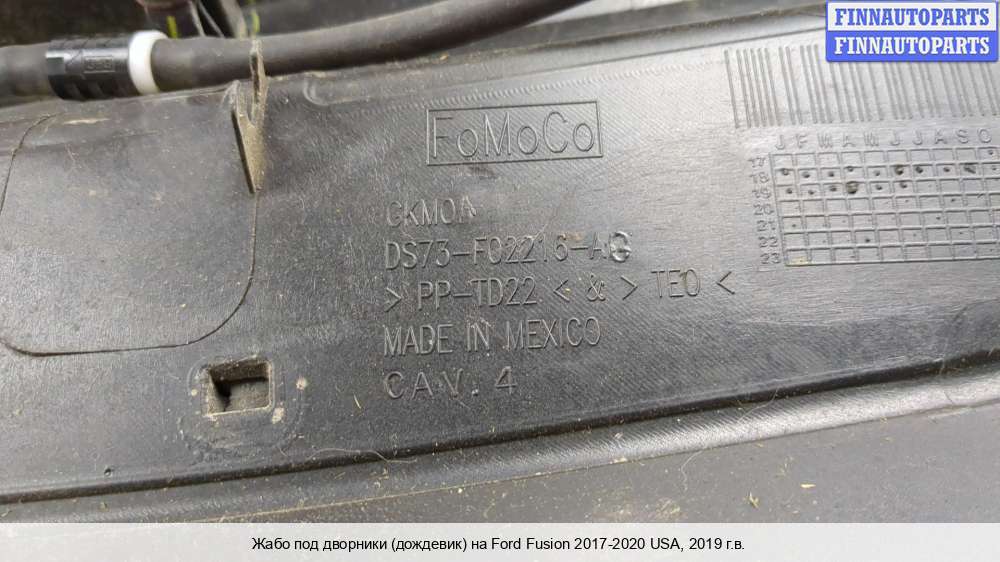 FINNAUTOPARTS
FINNAUTOPARTS
FoMoCo
GKMOA
DS73-F02216-AG
> PP-TD22 < & > TEO <
MADE IN MEXICO
CAV. 4
J F M A M J J A S O
17
18
19
20
21
22
23
Жабо под дворники (дождевик) на Ford Fusion 2017-2020 USA, 2019 г.в.